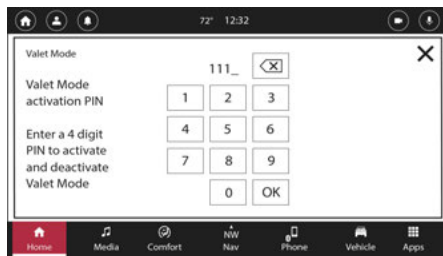 72° 12:32
Valet Mode
111_
Valet Mode
activation PIN
1 2 3
Enter a 4 digit
PIN to activate
and deactivate
Valet Mode
4 5 6
7 8 9
0 OK
NW
Home Media Comfort Nav Phone Vehicle Apps